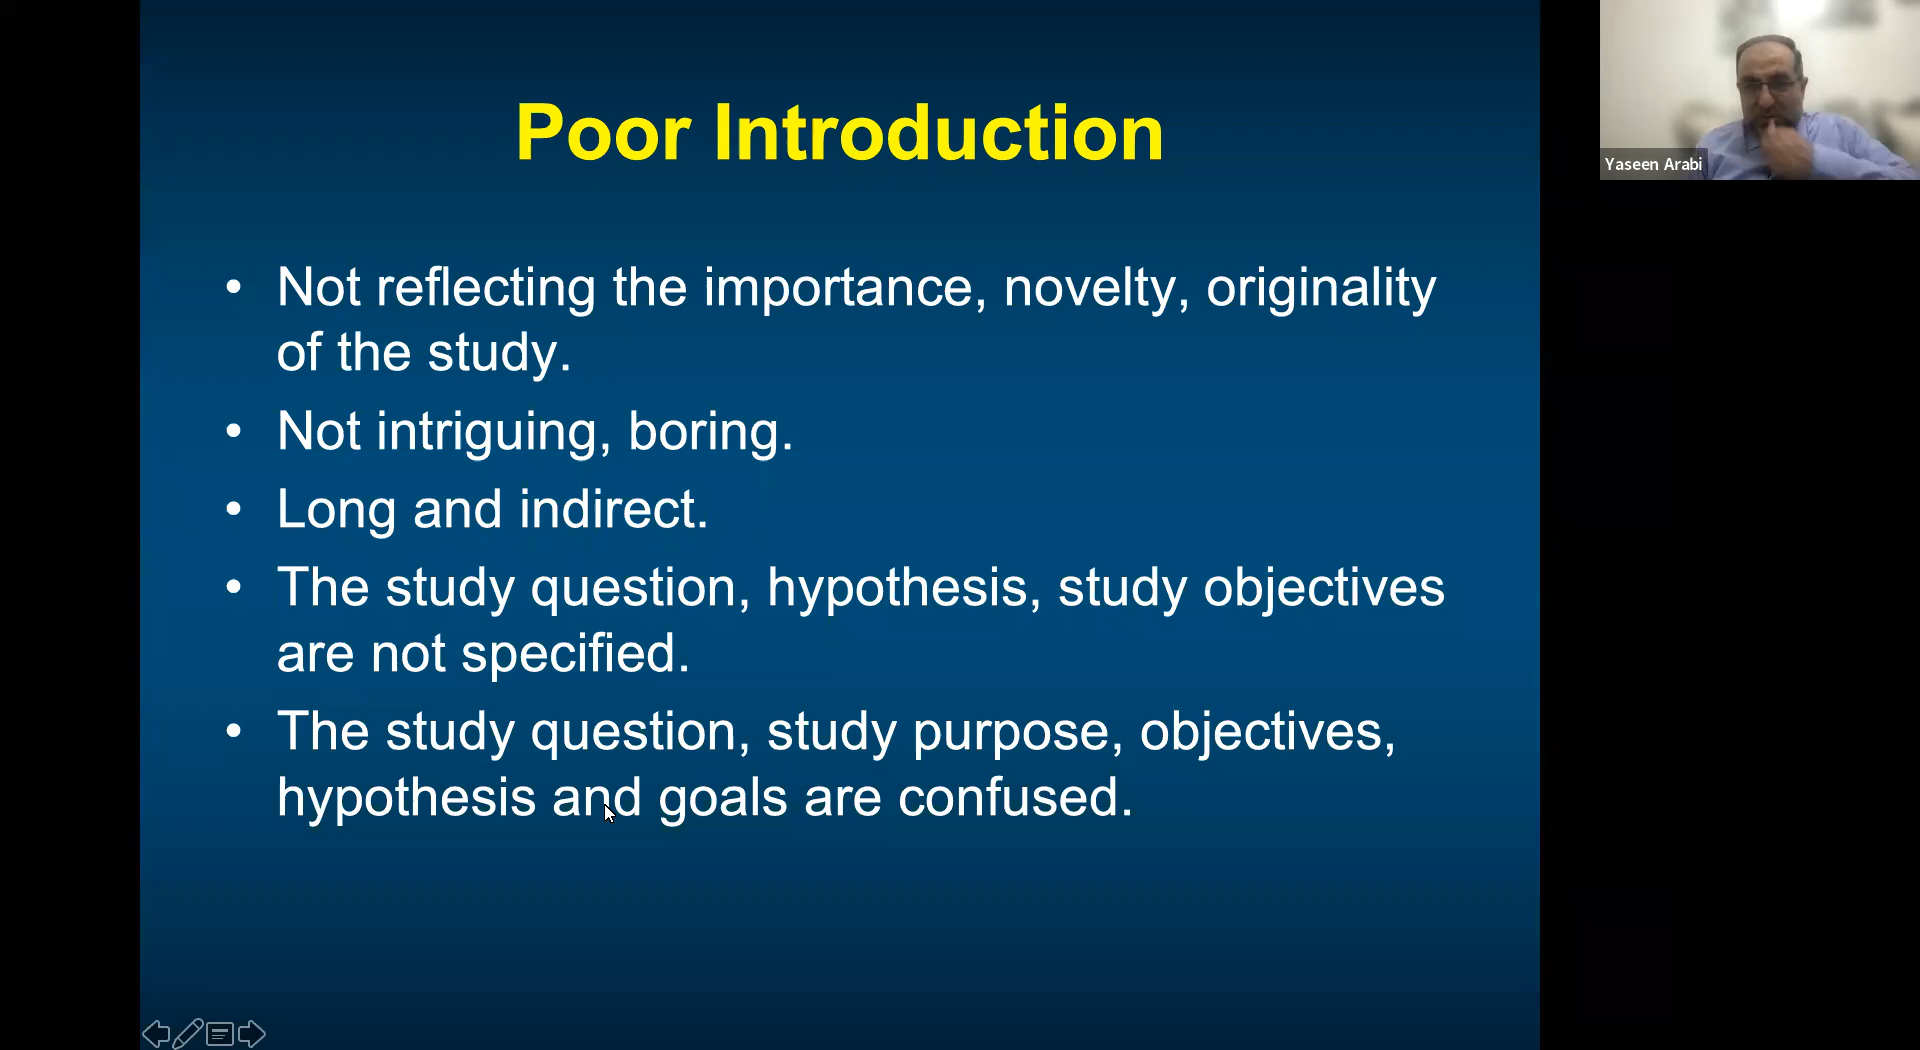 Poor Introduction
• Not reflecting the importance, novelty, originality
of the study.
• Not intriguing, boring.
• Long and indirect.
• The study question, hypothesis, study objectives
are not specified.
• The study question, study purpose, objectives,
hypothesis and goals are confused.
Yaseen Arabi